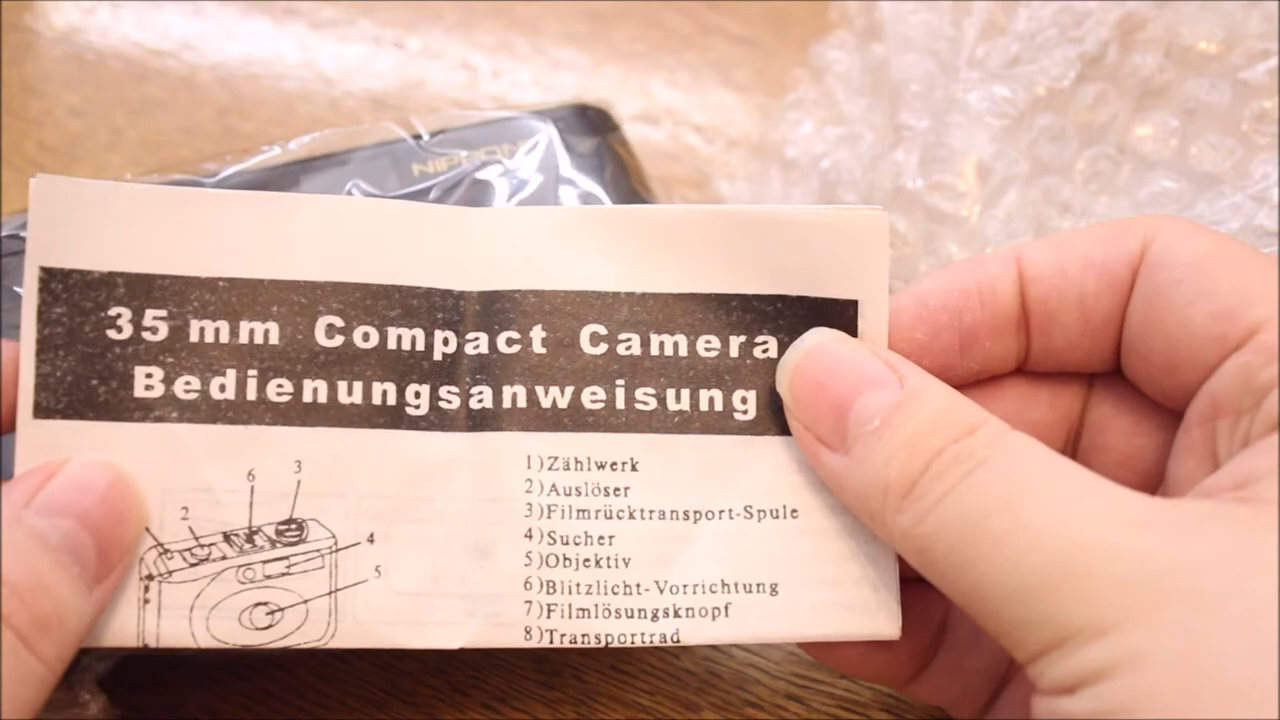 NIPPON
35 mm Compact Camera
Bedienungsanweisung
1)Zählwerk
2)Auslöser
3)Filmrücktransport-Spule
4)Sucher
5)Objektiv
6)Blitzlicht-Vorrichtung
7)Filmlösungsknopf
8)Transportrad
6 3
2
4
5